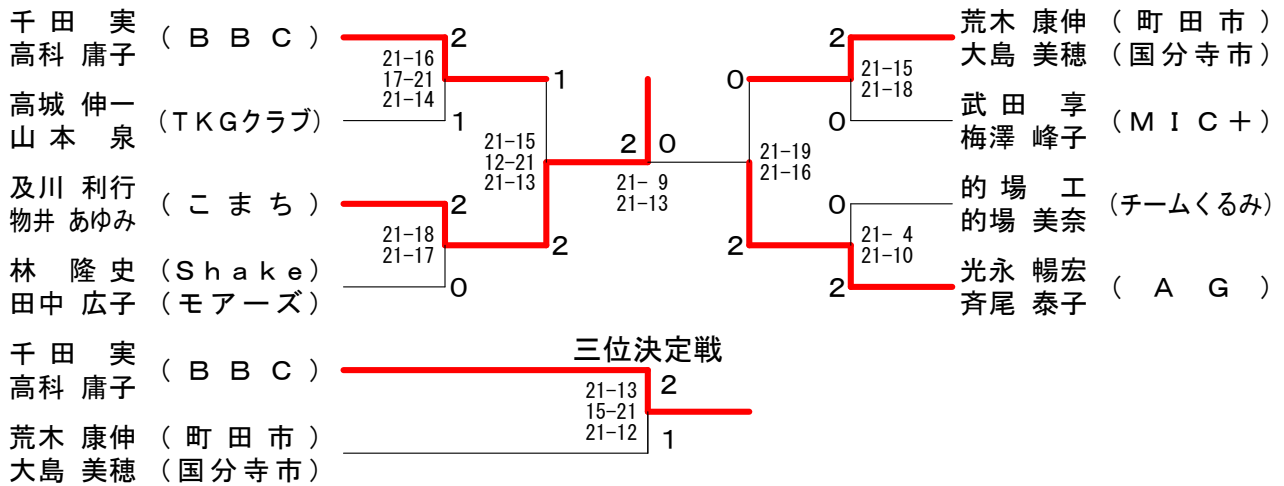 千田 実
高科 庸子
(BBC)
2
21-16
17-21
21-14
高城 伸一
山本 泉
(TKGクラブ)
1
1
21-15
12-21
21-13
及川 利行
物井 あゆみ
(こまち)
2
21-18
21-17
2
林 隆史 (Shake)
田中 広子 (モアーズ)
0
2 0
21- 9
21-13
荒木 康伸 (町田市)
大島 美穂 (国分寺市)
2
21-15
21-18
0
武田 享
梅澤 峰子
(MIC+)
0
21-19
21-16
的場 工
的場 美奈
(チームくるみ)
0
21- 4
21-10
2
光永 暢宏
斉尾 泰子
(AG)
2
三位決定戦
千田 実
高科 庸子
(BBC)
2
21-13
15-21
21-12
荒木 康伸 (町田市)
大島 美穂 (国分寺市)
1